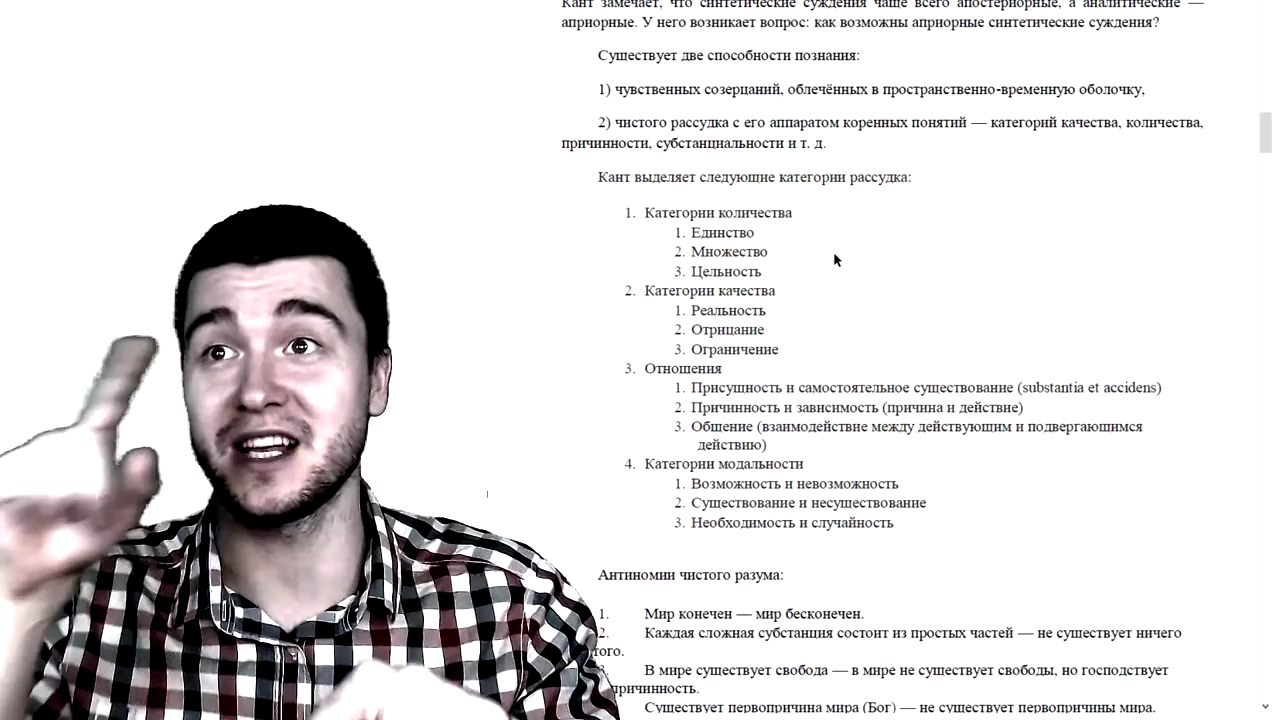 Кант замечает, что синтетические суждения чаще всего апостериорные, а аналитические —
априорные. У него возникает вопрос: как возможны априорные синтетические суждения?
Существует две способности познания:
1) чувственных созерцаний, облечённых в пространственно-временную оболочку,
2) чистого рассудка с его аппаратом коренных понятий — категорий качества, количества,
причинности, субстанциальности и т. д.
Кант выделяет следующие категории рассудка:
1. Категории количества
1. Единство
2. Множество
3. Цельность
2. Категории качества
1. Реальность
2. Отрицание
3. Ограничение
3. Отношения
1. Присущность и самостоятельное существование (substantia et accidens)
2. Причинность и зависимость (причина и действие)
3. Общение (взаимодействие между действующим и подвергающимся
действию)
4. Категории модальности
1. Возможность и невозможность
2. Существование и несуществование
3. Необходимость и случайность
Антиномии чистого разума:
1. Мир конечен — мир бесконечен.
2. Каждая сложная субстанция состоит из простых частей — не существует ничего
того.
3. В мире существует свобода — в мире не существует свободы, но господствует
причинность.
Существует первопричина мира (Бог) — не существует первопричины мира.